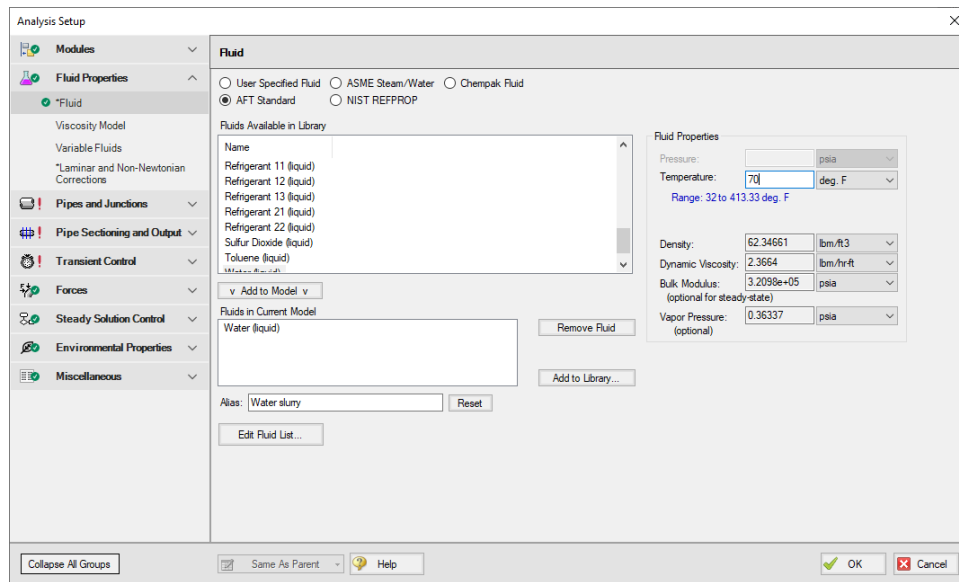 Analysis Setup
Modules
Fluid Properties
*Fluid
Viscosity Model
Variable Fluids
*Laminar and Non-Newtonian
Corrections
Pipes and Junctions
Pipe Sectioning and Output
Transient Control
Forces
Steady Solution Control
Environmental Properties
Miscellaneous
Collapse All Groups
Fluid
User Specified Fluid
ASME Steam/Water
Chempak Fluid
AFT Standard
NIST REFPROP
Fluids Available in Library
Name
Refrigerant 11 (liquid)
Refrigerant 12 (liquid)
Refrigerant 13 (liquid)
Refrigerant 21 (liquid)
Refrigerant 22 (liquid)
Sulfur Dioxide (liquid)
Toluene (liquid)
Water (liquid)
v Add to Model v
Fluids in Current Model
Water (liquid)
Remove Fluid
Add to Library...
Alias: Water slurry
Reset
Edit Fluid List...
Fluid Properties
Pressure: psia
Temperature: 70 deg. F
Range: 32 to 413.33 deg. F
Density: 62.34661 lbm/ft3
Dynamic Viscosity: 2.3664 lbm/hr-ft
Bulk Modulus: 3.2098e+05 psia
(optional for steady-state)
Vapor Pressure: 0.36337 psia
(optional)
Same As Parent
Help
OK
Cancel